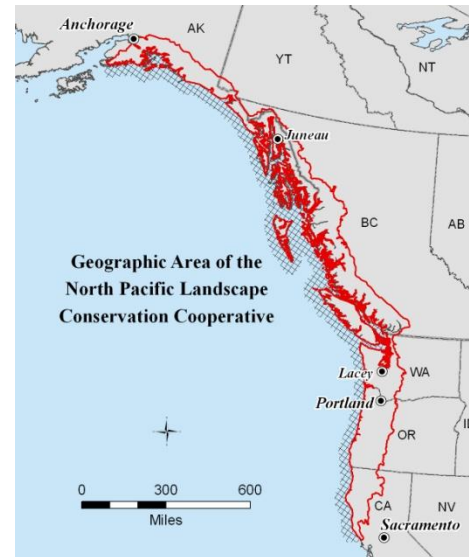 Anchorage
AK
YT
NT
Juneau
BC
AB
Geographic Area of the
North Pacific Landscape
Conservation Cooperative
Lacey
WA
Portland
OR
0 300 600
Miles
CA
NV
Sacramento